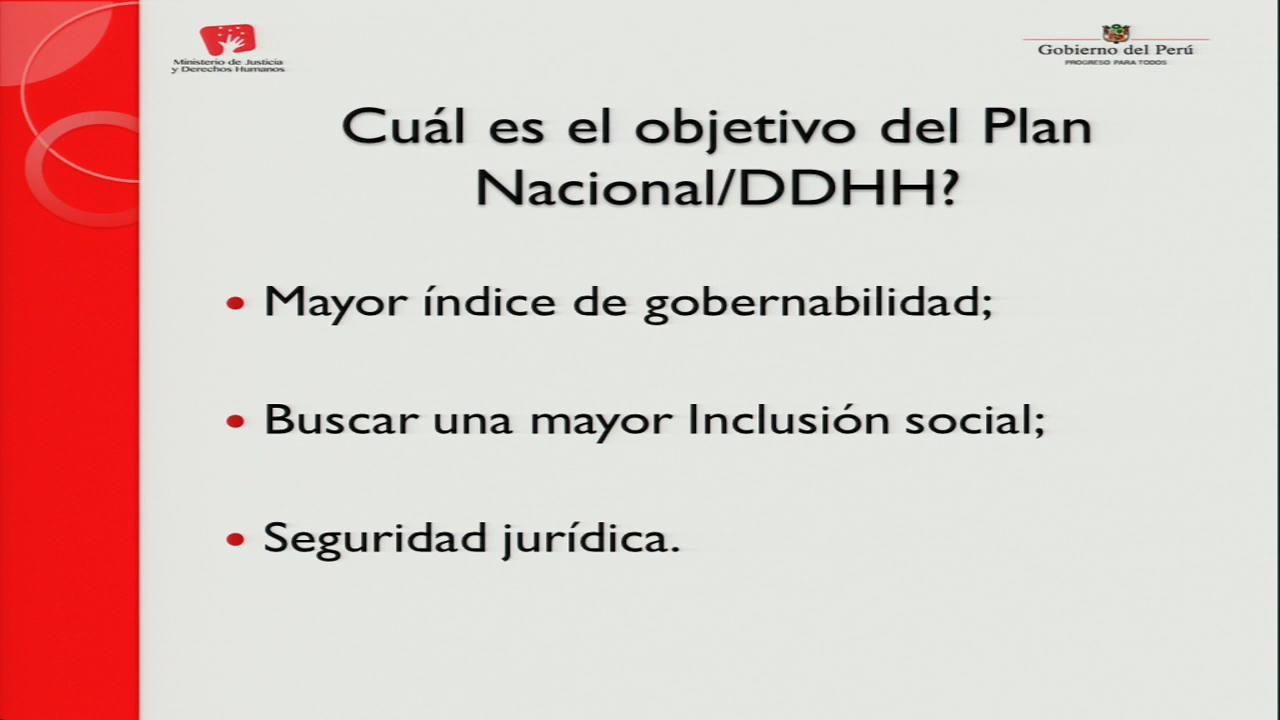 Ministerio de Justicia
y Derechos Humanos
Gobierno del Perú
PROGRESO PARA TODOS
Cuál es el objetivo del Plan
Nacional/DDHH?
• Mayor índice de gobernabilidad;
• Buscar una mayor Inclusión social;
• Seguridad jurídica.